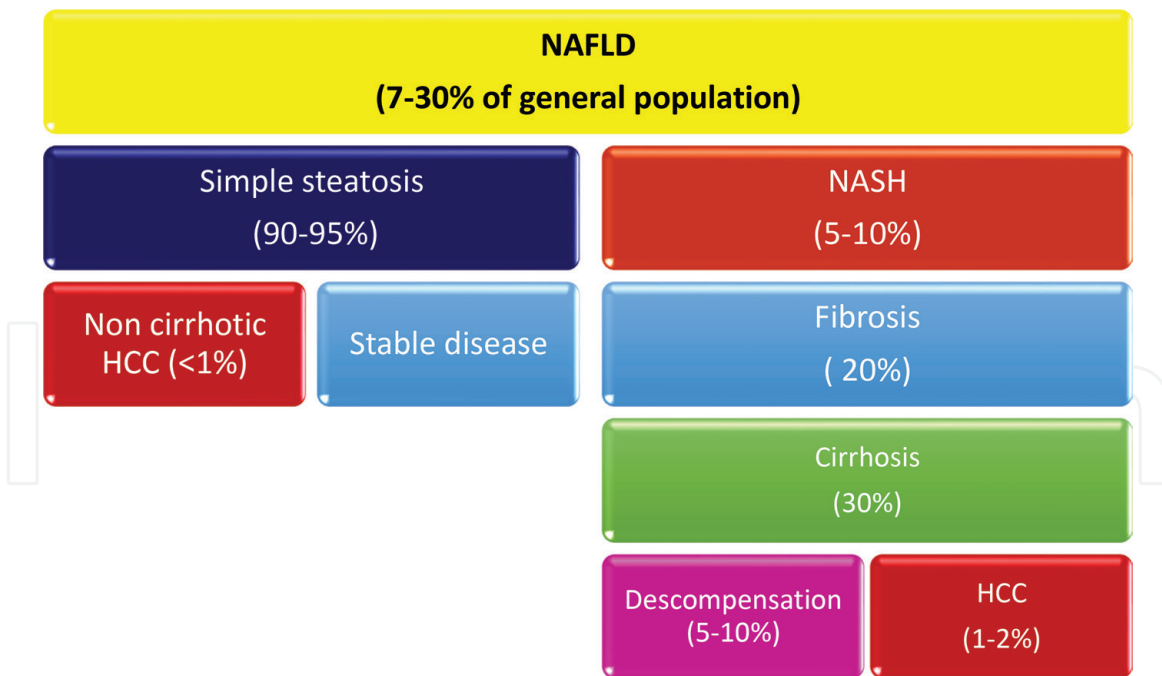 NAFLD
(7-30% of general population)
Simple steatosis
(90-95%)
NASH
(5-10%)
Non cirrhotic
HCC (<1%)
Stable disease
Fibrosis
( 20%)
Cirrhosis
(30%)
Descompensation
(5-10%)
HCC
(1-2%)